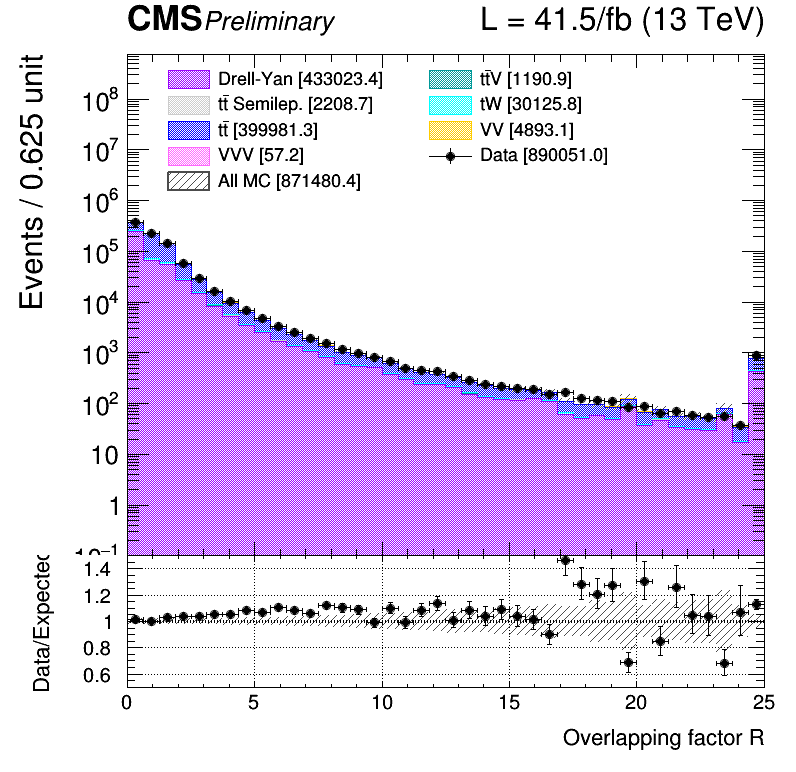 CMS Preliminary L = 41.5/fb (13 TeV)
Events / 0.625 unit
Drell-Yan [433023.4]
tt̄ Semilep. [2208.7]
tt̄ [399981.3]
VVV [57.2]
All MC [871480.4]
tt̄V [1190.9]
tW [30125.8]
VV [4893.1]
Data [890051.0]
10⁸
10⁷
10⁶
10⁵
10⁴
10³
10²
10
1
10⁻¹
Data/Expected
1.4
1.2
1
0.8
0.6
0 5 10 15 20 25
Overlapping factor R